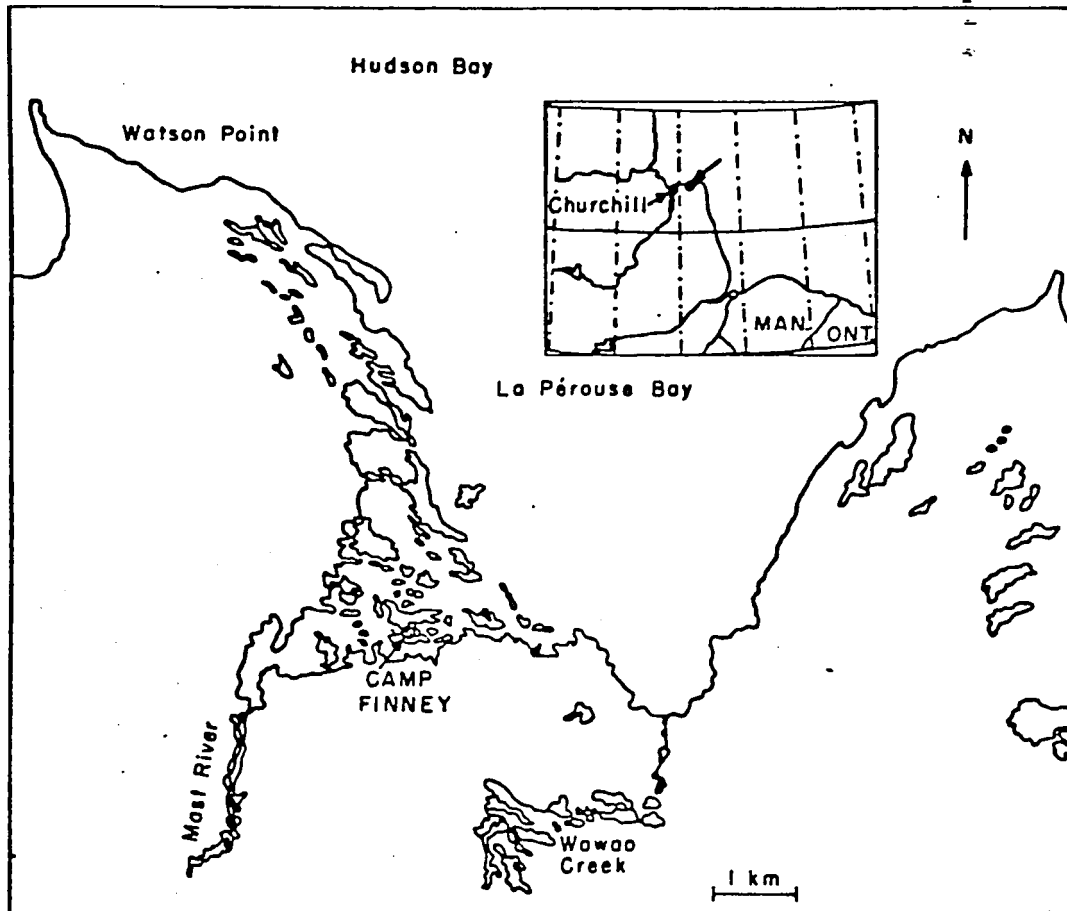 Hudson Bay
Watson Point
N
Churchill
MAN.
ONT.
La Pérouse Bay
CAMP
FINNEY
Mast River
Wawao
Creek
1 km